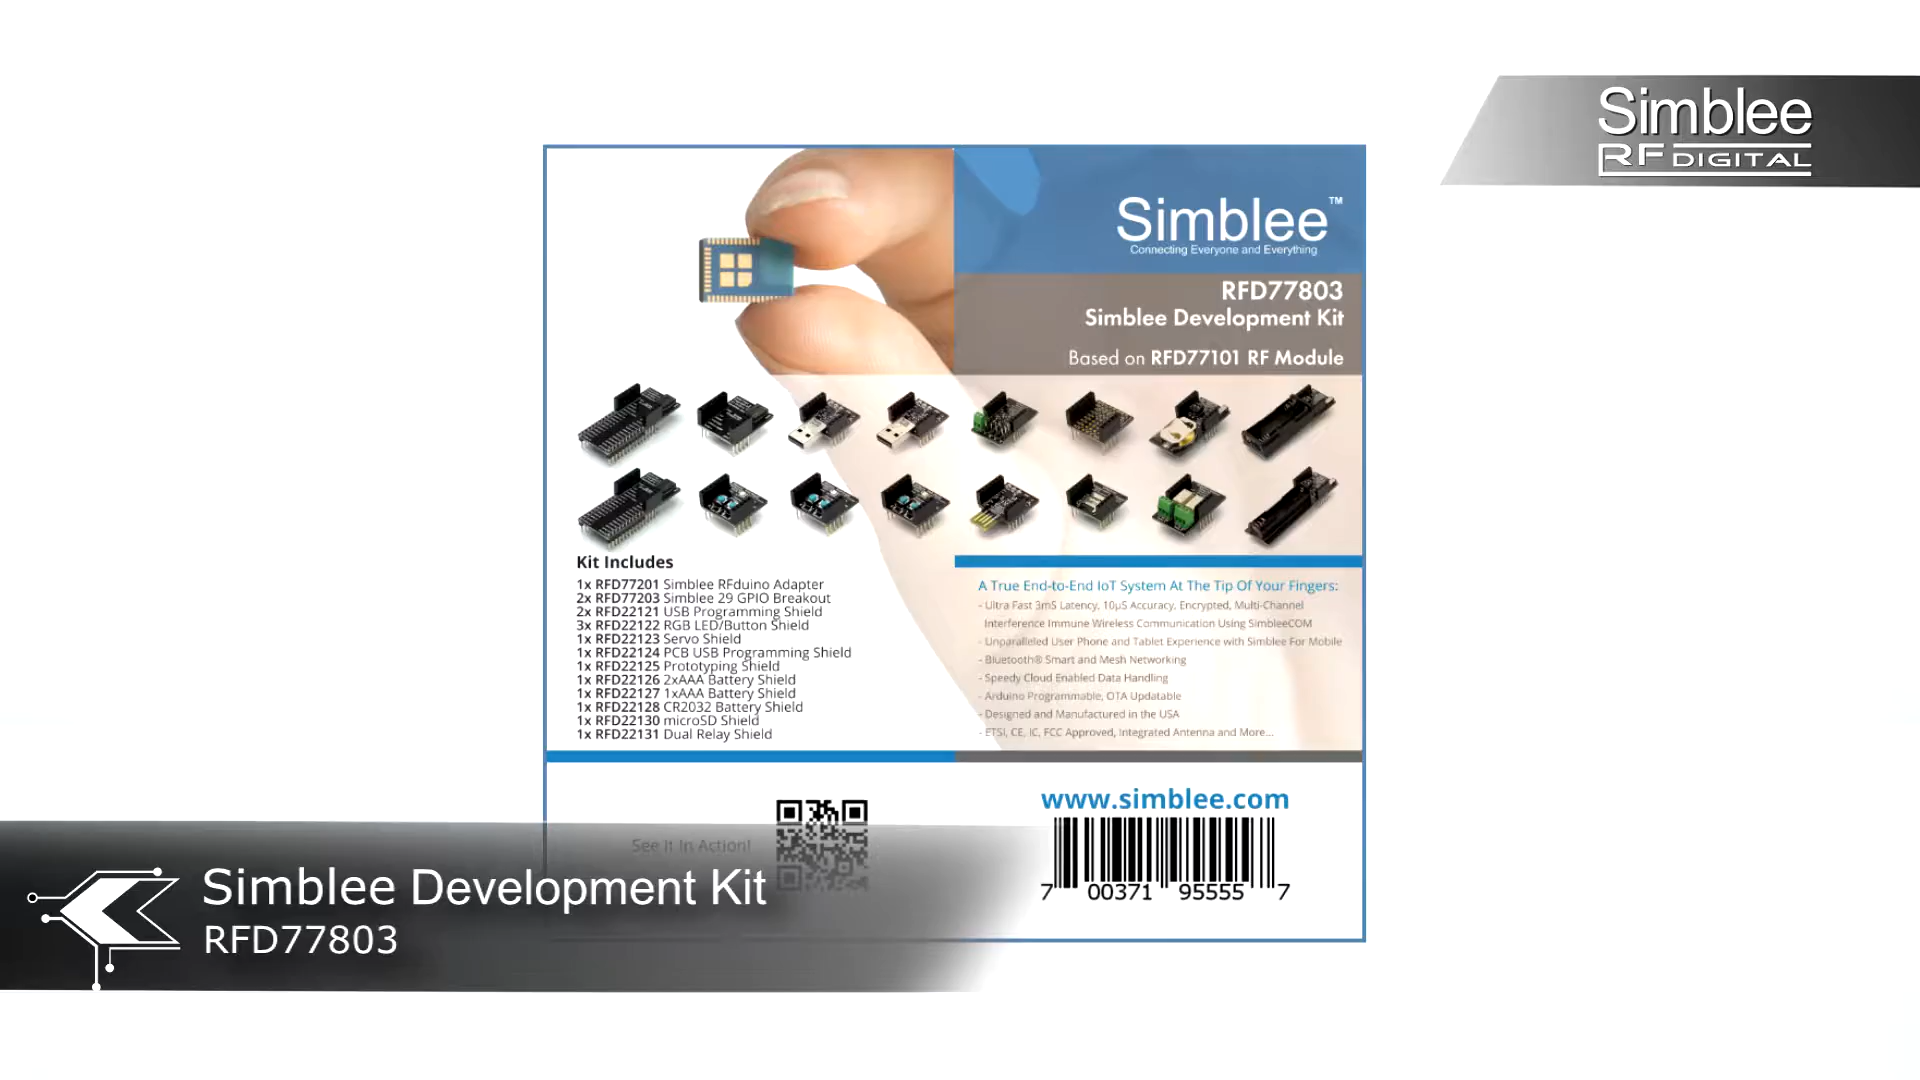 Simblee
RF DIGITAL
Simblee™
Connecting Everyone and Everything
RFD77803
Simblee Development Kit
Based on RFD77101 RF Module
Kit Includes
1x RFD77201 Simblee RFduino Adapter
2x RFD77203 Simblee 29 GPIO Breakout
2x RFD22121 USB Programming Shield
3x RFD22122 RGB LED/Button Shield
1x RFD22123 Servo Shield
1x RFD22124 PCB USB Programming Shield
1x RFD22125 Prototyping Shield
1x RFD22126 2xAAA Battery Shield
1x RFD22127 1xAAA Battery Shield
1x RFD22128 CR2032 Battery Shield
1x RFD22130 microSD Shield
1x RFD22131 Dual Relay Shield
A True End-to-End IoT System At The Tip Of Your Fingers:
- Ultra Fast 3mS Latency, 10µS Accuracy, Encrypted, Multi-Channel
Interference Immune Wireless Communication Using SimbleeCOM
- Unparalleled User Phone and Tablet Experience with Simblee For Mobile
- Bluetooth® Smart and Mesh Networking
- Speedy Cloud Enabled Data Handling
- Arduino Programmable, OTA Updatable
- Designed and Manufactured in the USA
- ETSI, CE, IC, FCC Approved, Integrated Antenna and More...
See It In Action!
www.simblee.com
7 00371 95555 7
Simblee Development Kit
RFD77803